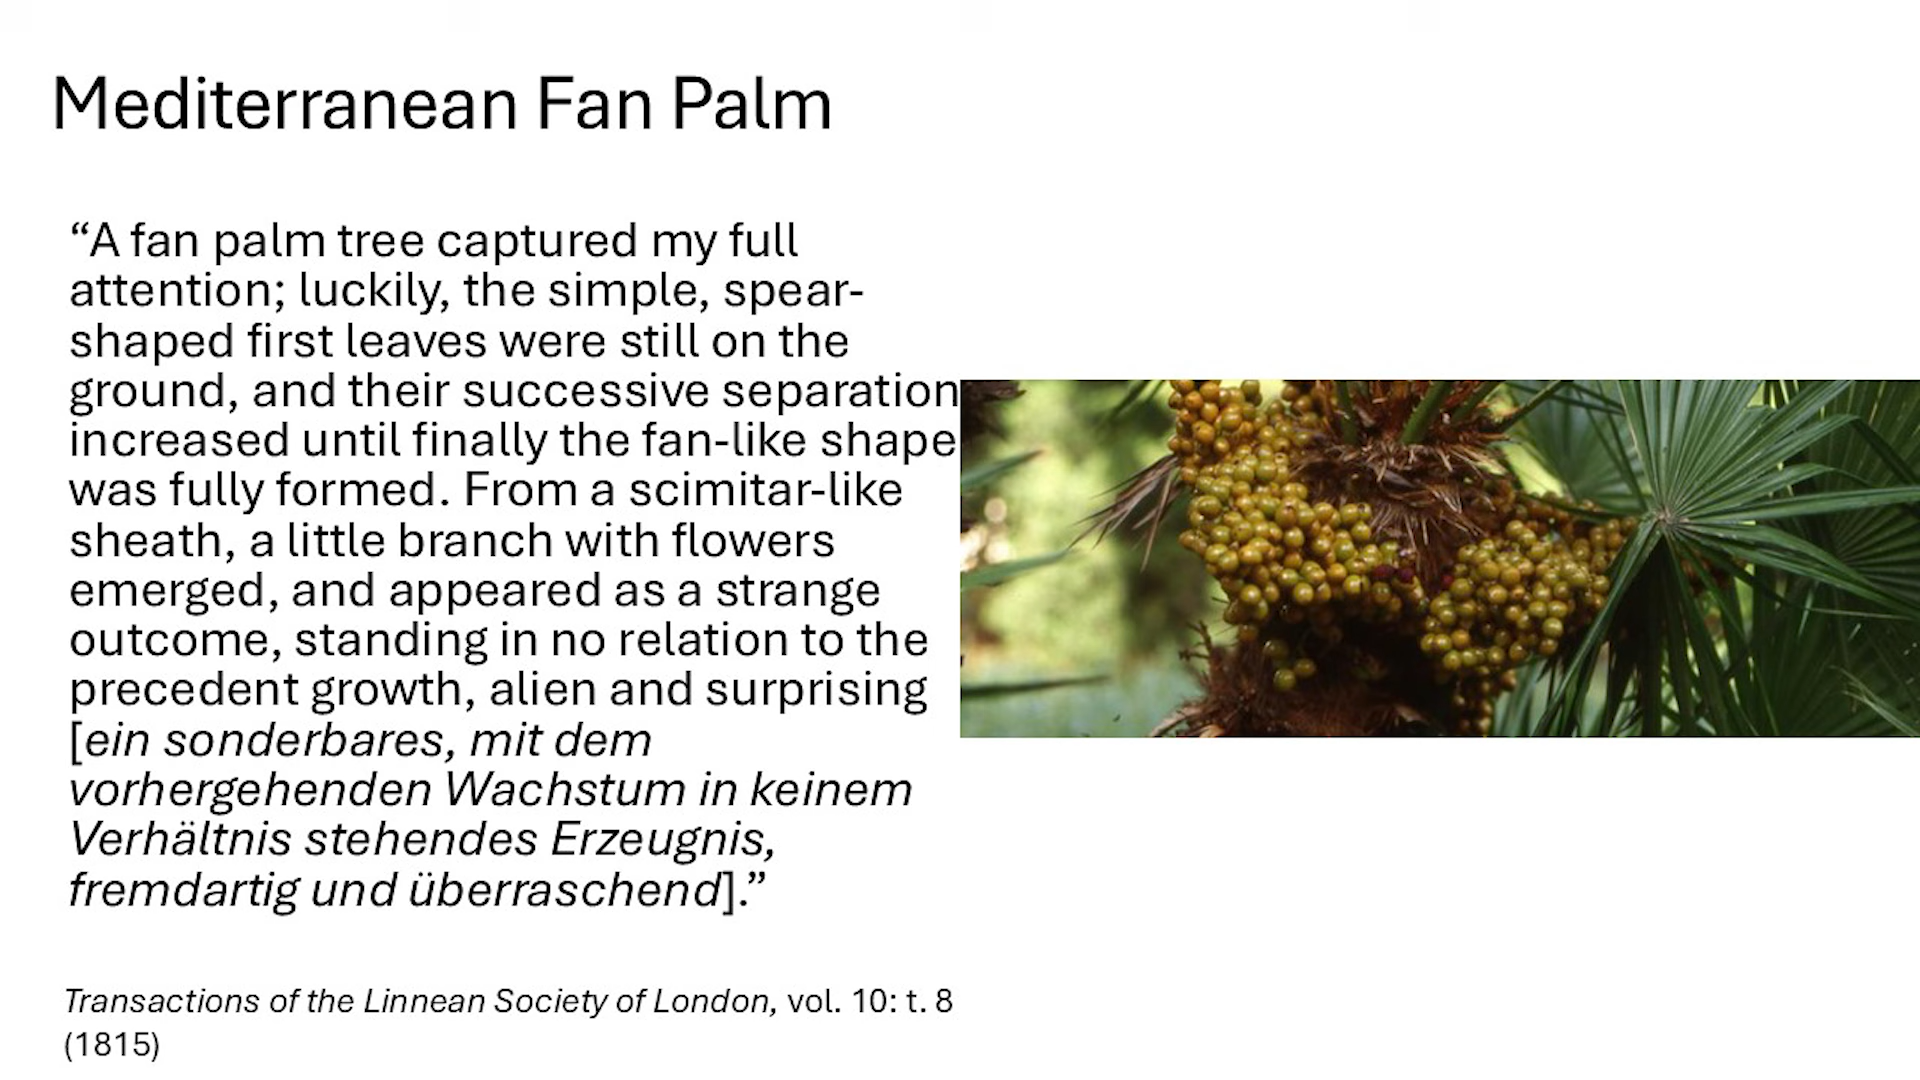 Mediterranean Fan Palm
“A fan palm tree captured my full
attention; luckily, the simple, spear-
shaped first leaves were still on the
ground, and their successive separation
increased until finally the fan-like shape
was fully formed. From a scimitar-like
sheath, a little branch with flowers
emerged, and appeared as a strange
outcome, standing in no relation to the
precedent growth, alien and surprising
[ein sonderbares, mit dem
vorhergehenden Wachstum in keinem
Verhältnis stehendes Erzeugnis,
fremdartig und überraschend].”
Transactions of the Linnean Society of London, vol. 10: t. 8
(1815)